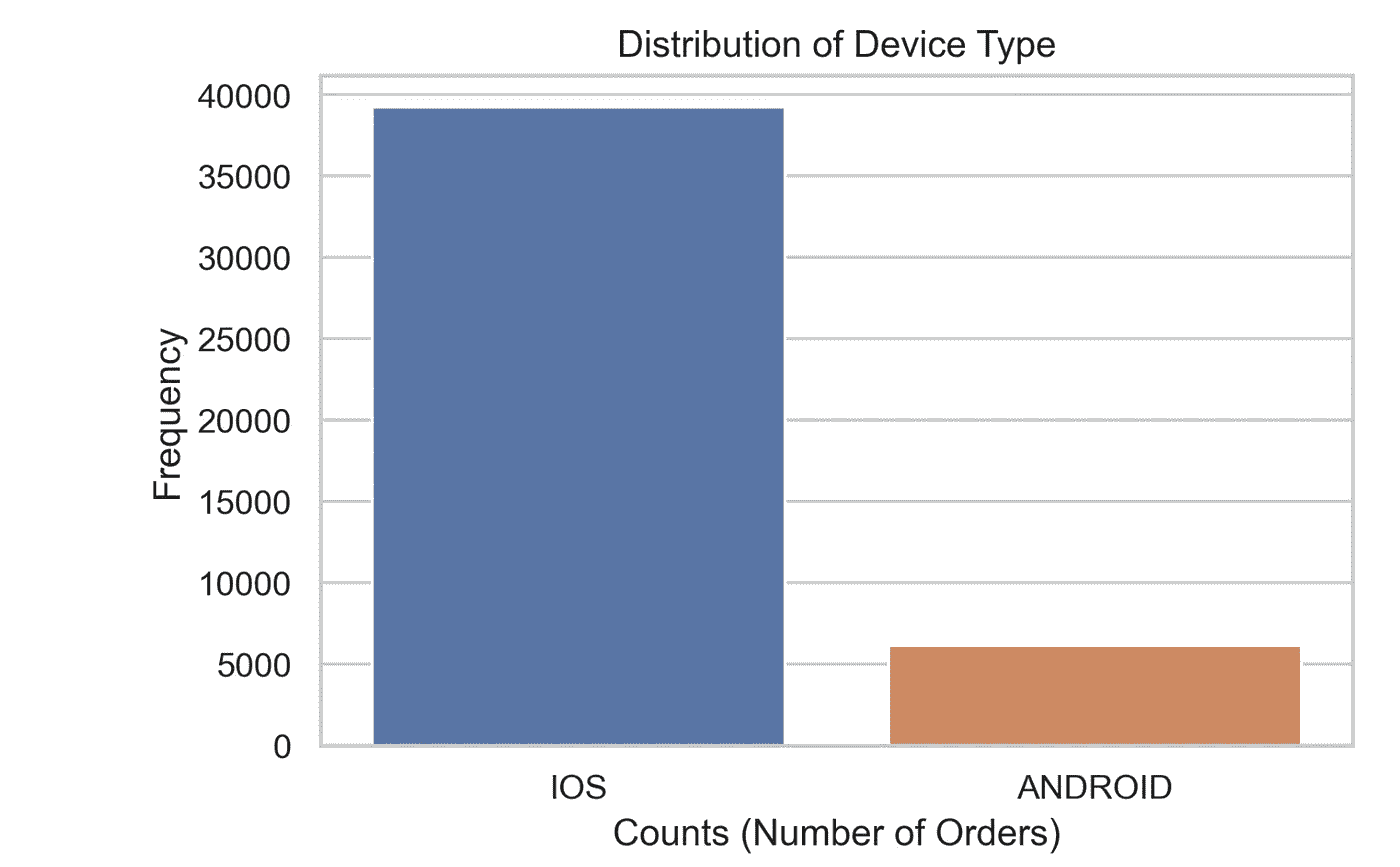 Distribution of Device Type
40000
35000
30000
25000
20000
15000
10000
5000
0
Frequency
IOS ANDROID
Counts (Number of Orders)